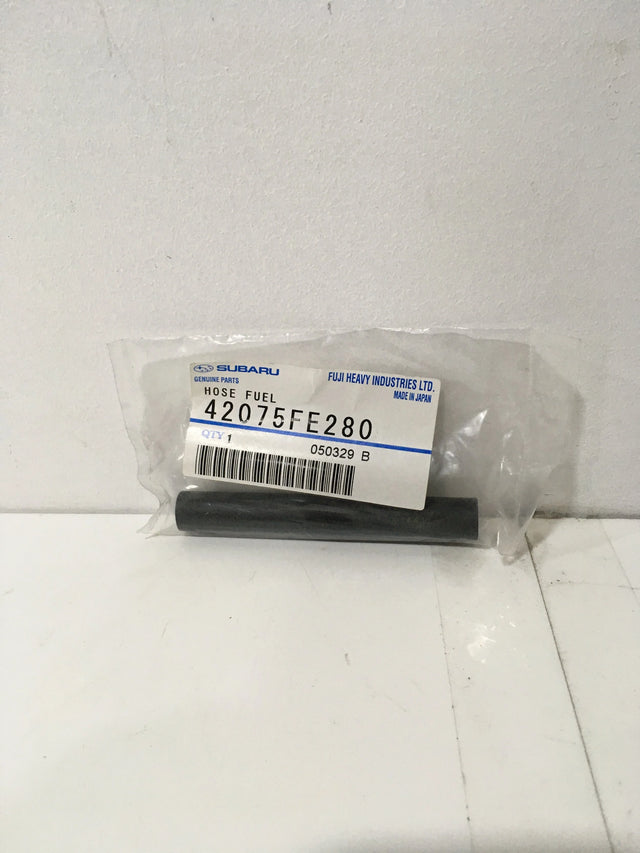 SUBARU
GENUINE PARTS
FUJI HEAVY INDUSTRIES LTD.
MADE IN JAPAN
HOSE FUEL
42075FE280
QTY 1
050329 B